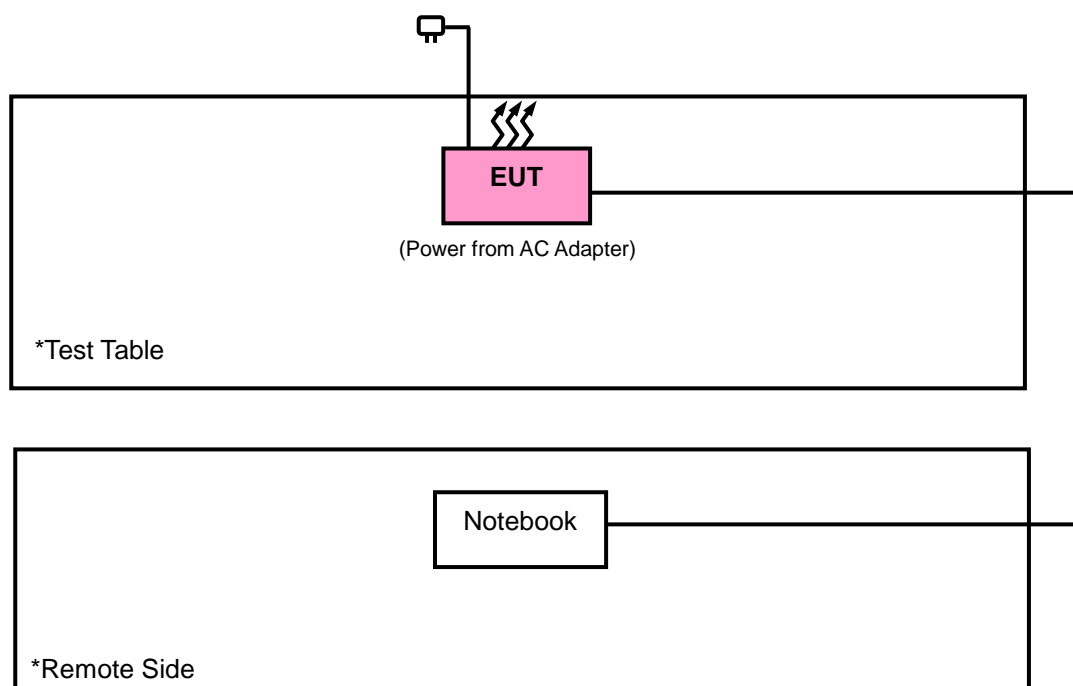 EUT
(Power from AC Adapter)
*Test Table
Notebook
*Remote Side